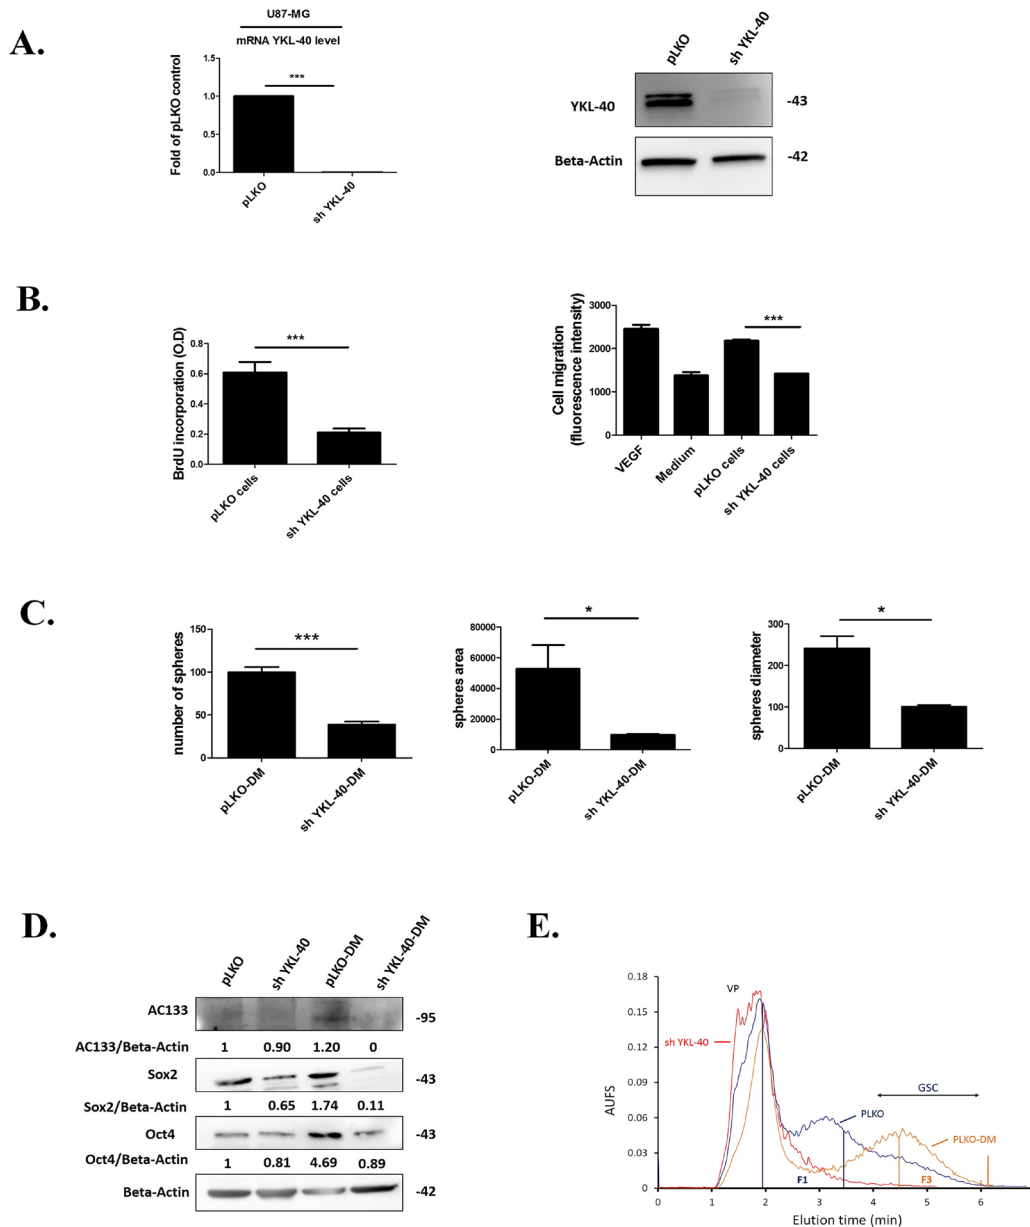 A.
U87-MG
mRNA YKL-40 level
Fold of pLKO control
1.5
1.0
0.5
0.0
***
pLKO
sh YKL-40
pLKO
sh YKL-40
YKL-40
-43
Beta-Actin
-42
B.
BrdU incorporation (O.D)
0.8
0.6
0.4
0.2
0.0
***
pLKO cells
sh YKL-40 cells
Cell migration
(fluorescence intensity)
3000
2000
1000
0
***
VEGF
Medium
pLKO cells
sh YKL-40 cells
C.
number of spheres
150
100
50
0
***
pLKO-DM
sh YKL-40-DM
spheres area
80000
60000
40000
20000
0
*
pLKO-DM
sh YKL-40-DM
spheres diameter
300
200
100
0
*
pLKO-DM
sh YKL-40-DM
D.
pLKO
sh YKL-40
pLKO-DM
sh YKL-40-DM
AC133
-95
AC133/Beta-Actin 1 0.90 1.20 0
Sox2
-43
Sox2/Beta-Actin 1 0.65 1.74 0.11
Oct4
-43
Oct4/Beta-Actin 1 0.81 4.69 0.89
Beta-Actin
-42
E.
AUFS
0.18
0.15
0.12
0.09
0.06
0.03
0
VP
sh YKL-40
GSC
PLKO
PLKO-DM
F1
F3
0 1 2 3 4 5 6
Elution time (min)